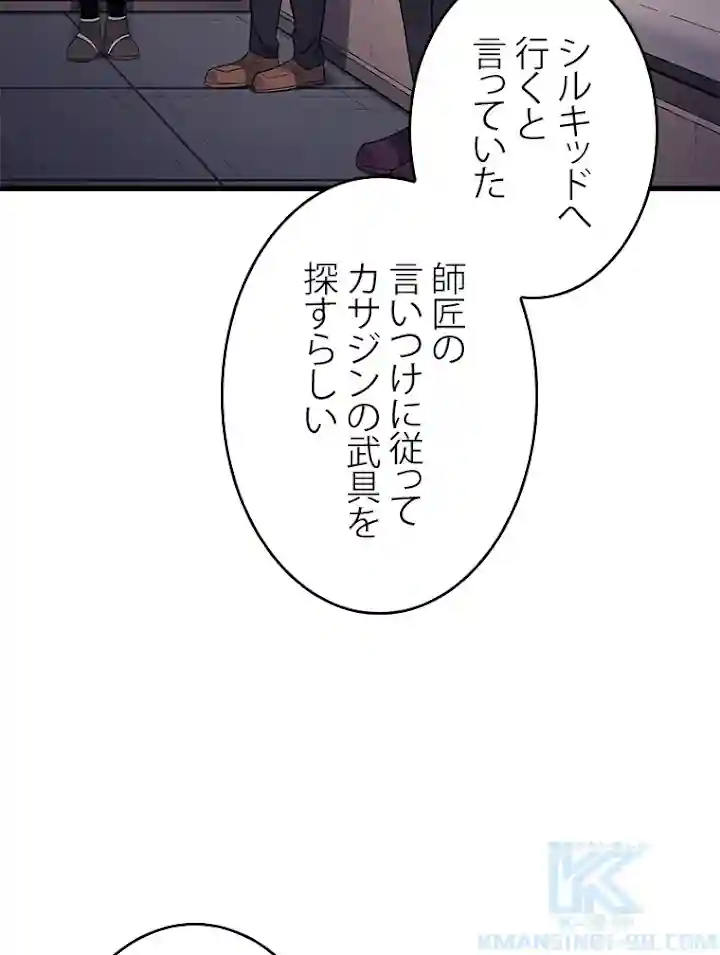 シルキッドへ
行くと
言っていた
師匠の
言いつけに従って
カサジンの武具を
探すらしい